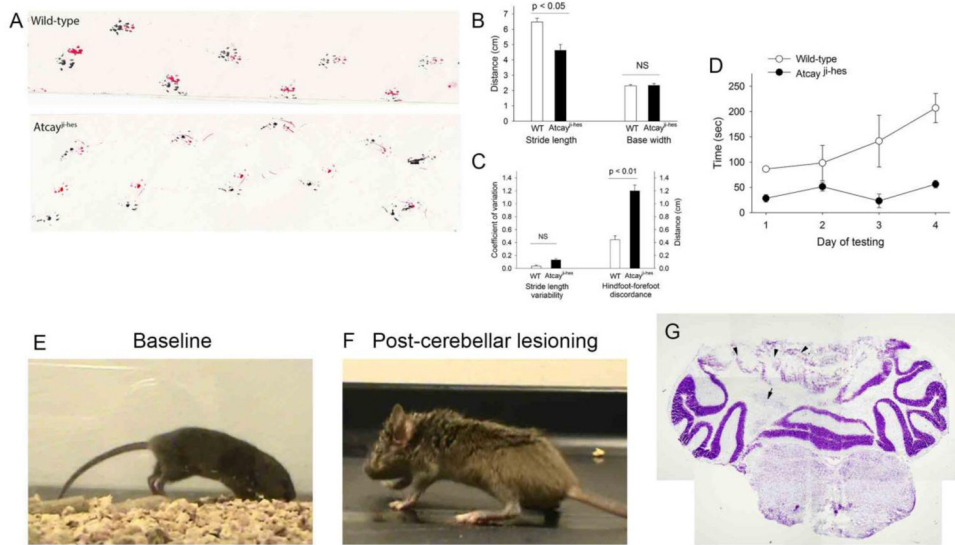 A
Wild-type
Atcay^ji-hes
B
p < 0.05
NS
Distance (cm)
7
6
5
4
3
2
1
0
WT Atcay^ji-hes WT Atcay^ji-hes
Stride length Base width
C
p < 0.01
NS
Coefficient of variation
Distance (cm)
1.4 1.4
1.2 1.2
1.0 1.0
0.8 0.8
0.6 0.6
0.4 0.4
0.2 0.2
0.0 0.0
WT Atcay^ji-hes WT Atcay^ji-hes
Stride length Hindfoot-forefoot
variability discordance
D
Wild-type
Atcay ji-hes
Time (sec)
250
200
150
100
50
0
1 2 3 4
Day of testing
E Baseline
F Post-cerebellar lesioning
G